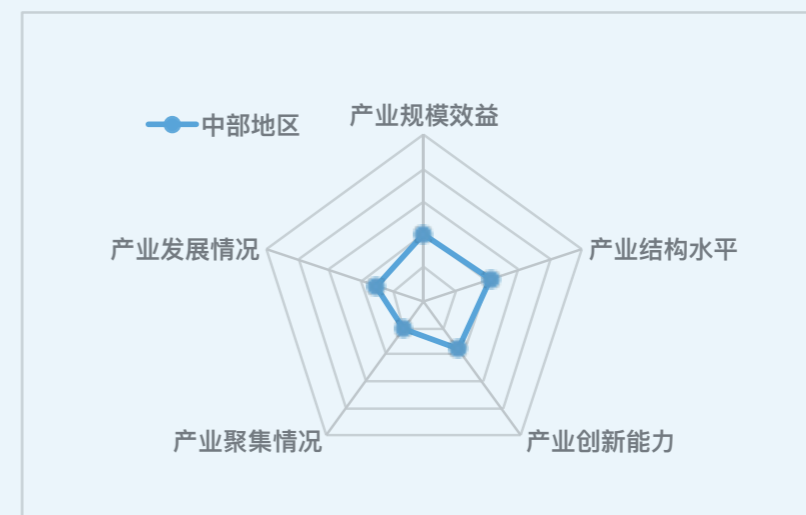 产业规模效益
中部地区
产业发展情况
产业结构水平
产业聚集情况
产业创新能力